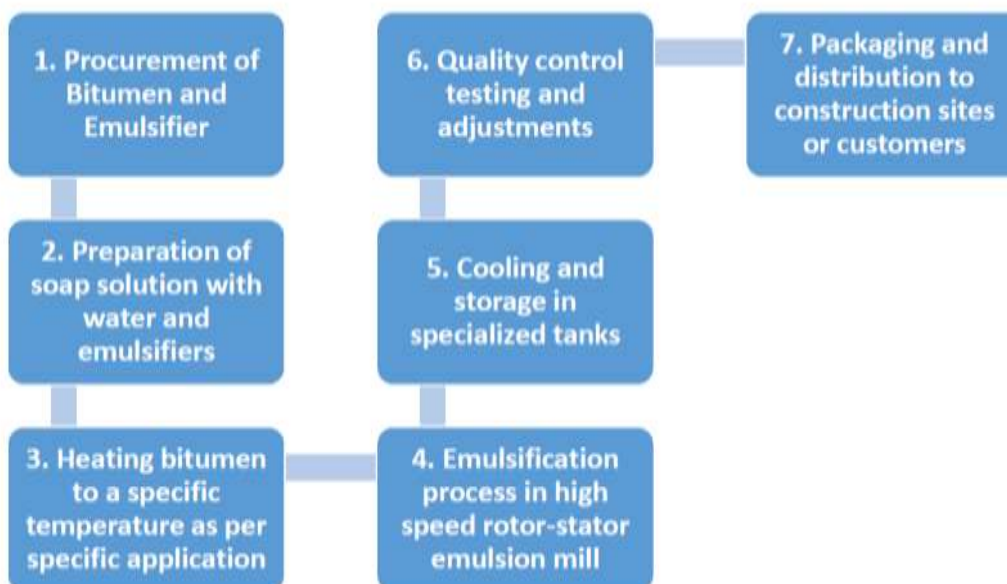 1. Procurement of
Bitumen and
Emulsifier
2. Preparation of
soap solution with
water and
emulsifiers
3. Heating bitumen
to a specific
temperature as per
specific application
4. Emulsification
process in high
speed rotor-stator
emulsion mill
5. Cooling and
storage in
specialized tanks
6. Quality control
testing and
adjustments
7. Packaging and
distribution to
construction sites
or customers